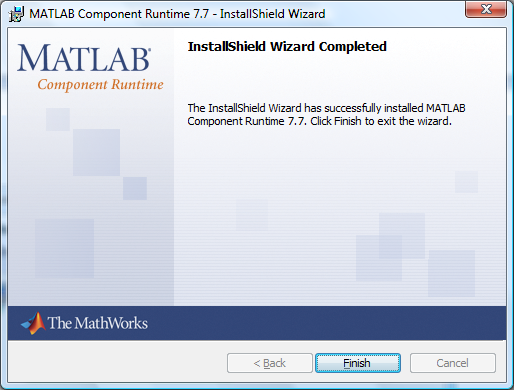 MATLAB Component Runtime 7.7 - InstallShield Wizard
MATLAB®
Component Runtime
InstallShield Wizard Completed
The InstallShield Wizard has successfully installed MATLAB
Component Runtime 7.7. Click Finish to exit the wizard.
The MathWorks
< Back
Finish
Cancel